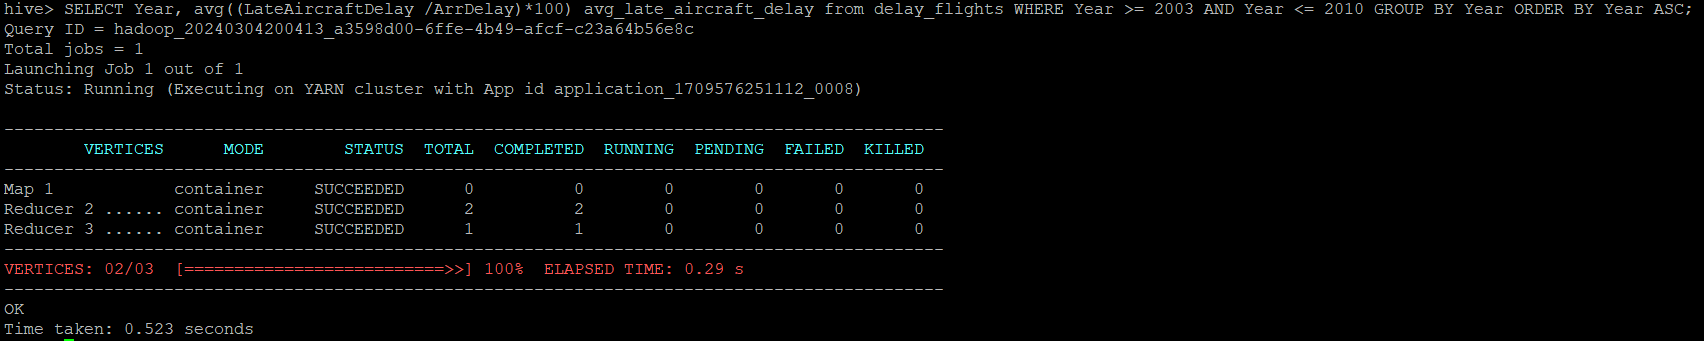 hive> SELECT Year, avg((LateAircraftDelay /ArrDelay)*100) avg_late_aircraft_delay from delay_flights WHERE Year >= 2003 AND Year <= 2010 GROUP BY Year ORDER BY Year ASC;
Query ID = hadoop_20240304200413_a3598d00-6ffe-4b49-afcf-c23a64b56e8c
Total jobs = 1
Launching Job 1 out of 1
Status: Running (Executing on YARN cluster with App id application_1709576251112_0008)
----------------------------------------------------------------------------------------------
        VERTICES      MODE        STATUS  TOTAL  COMPLETED  RUNNING  PENDING  FAILED  KILLED
----------------------------------------------------------------------------------------------
Map 1            container     SUCCEEDED      0          0        0        0       0       0
Reducer 2 ...... container     SUCCEEDED      2          2        0        0       0       0
Reducer 3 ...... container     SUCCEEDED      1          1        0        0       0       0
----------------------------------------------------------------------------------------------
VERTICES: 02/03  [==========================>>] 100%  ELAPSED TIME: 0.29 s
----------------------------------------------------------------------------------------------
OK
Time taken: 0.523 seconds